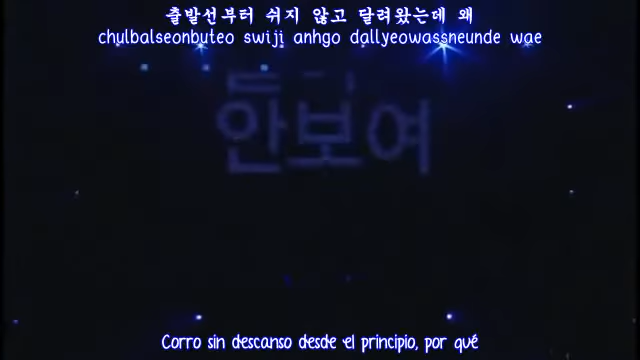 출발선부터 쉬지 않고 달려왔는데 왜
chulbalseonbuteo swiji anhgo dallyeowassneunde wae
안보여
Corro sin descanso desde el principio, por qué